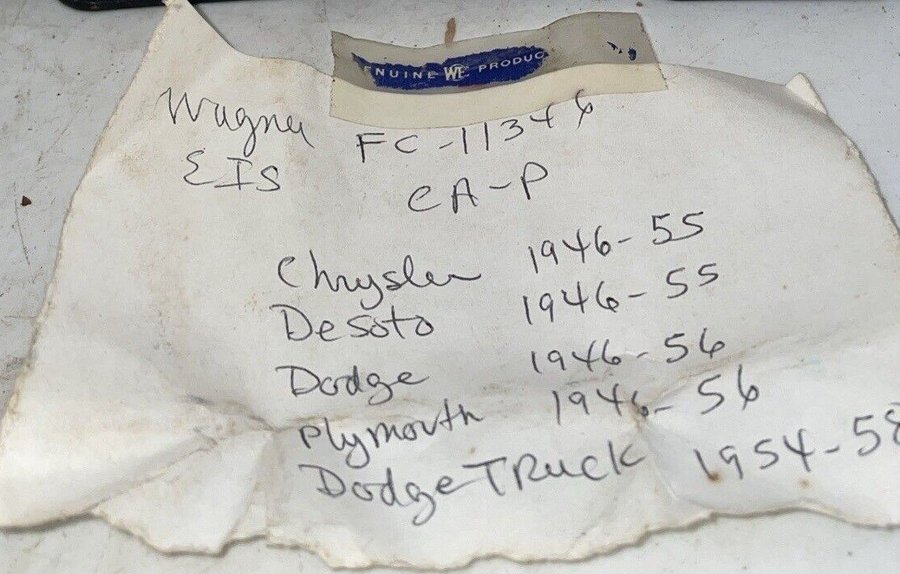 ENUINE WE PRODUC
Wagner FC-11346
EIS CA-P
Chrysler 1946-55
Desoto 1946-55
Dodge 1946-56
Plymouth 1946-56
Dodge TRuck 1954-58